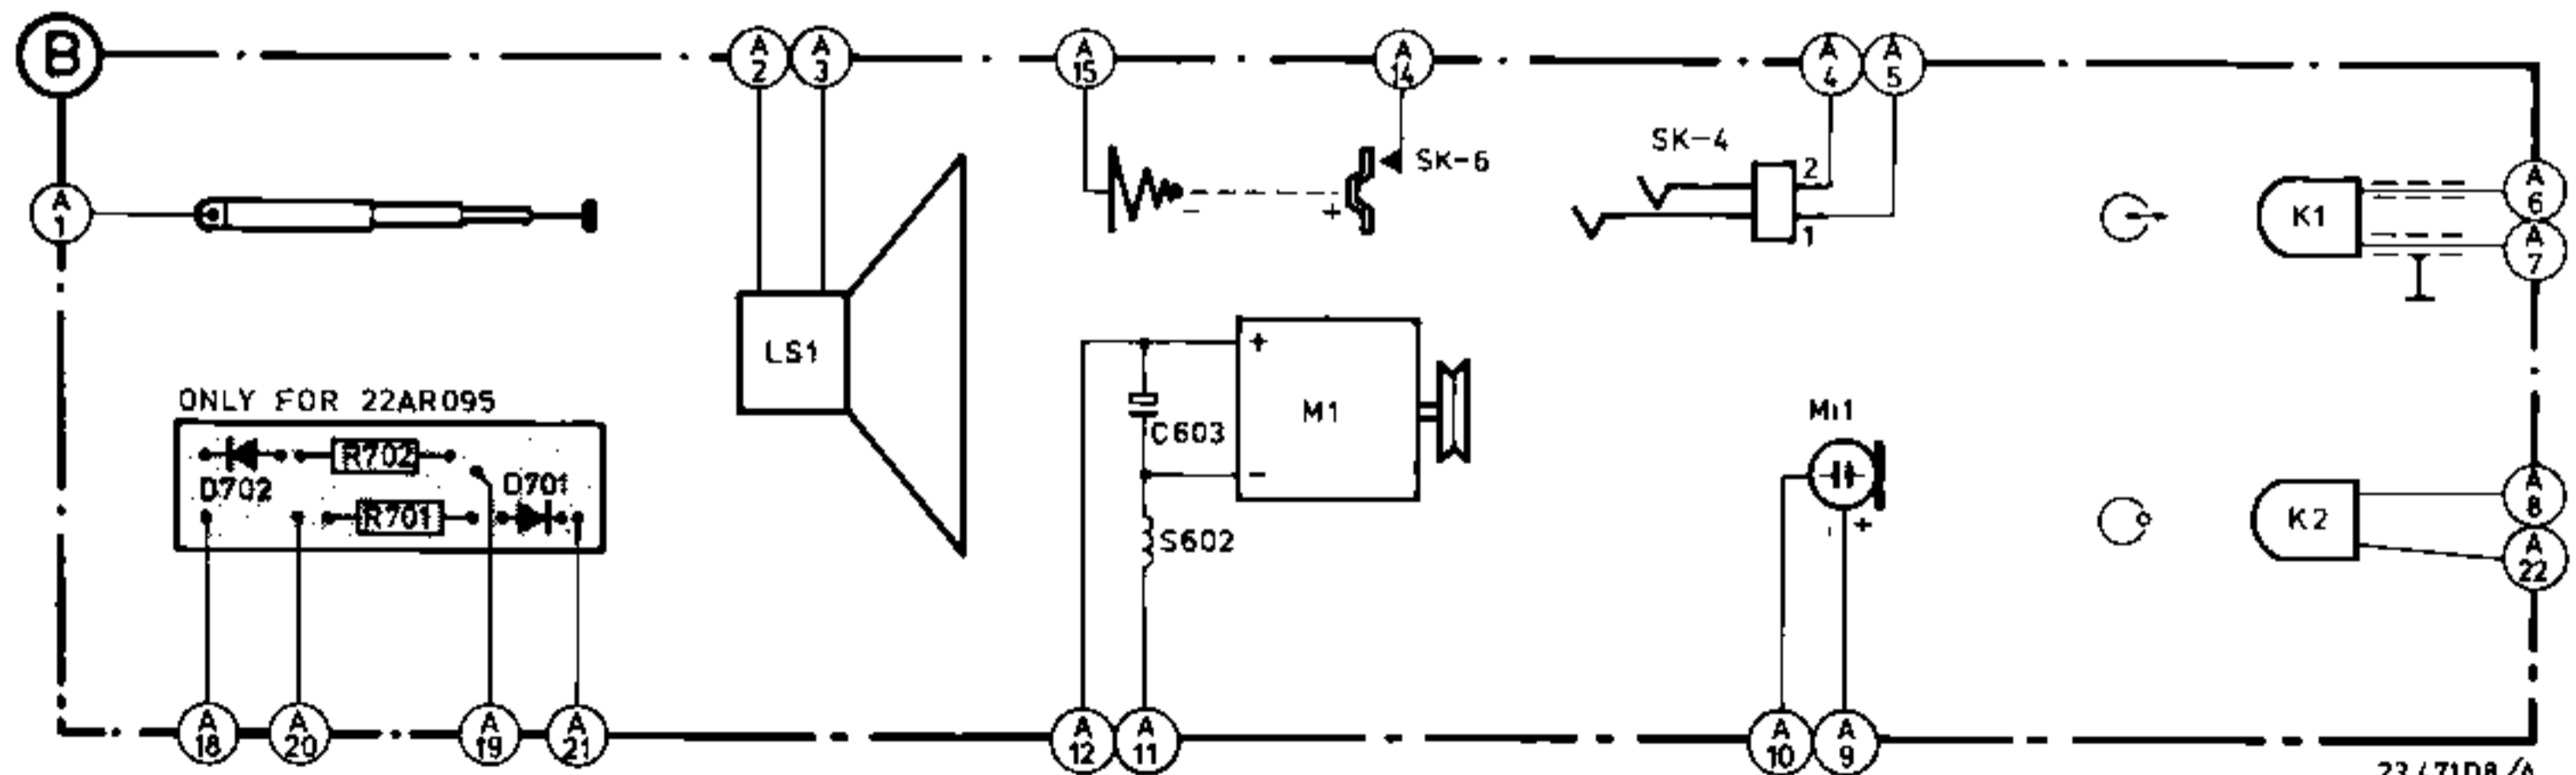 B
A 2
A 3
A 15
A 14
A 4
A 5
SK-4
SK-6
2
1
- +
A 1
K1
A 6
A 7
LS1
+
M1
-
C603
S602
ONLY FOR 22AR095
R702
D702
D701
R701
Mi1
- +
K2
A 8
A 22
A 18
A 20
A 19
A 21
A 12
A 11
A 10
A 9